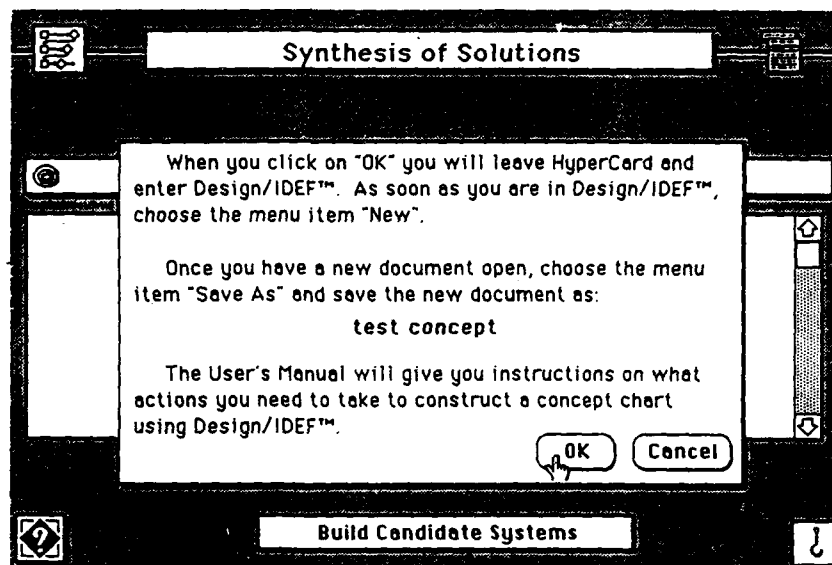 Synthesis of Solutions
When you click on "OK" you will leave HyperCard and
enter Design/IDEF™. As soon as you are in Design/IDEF™,
choose the menu item "New".
Once you have a new document open, choose the menu
item "Save As" and save the new document as:
test concept
The User's Manual will give you instructions on what
actions you need to take to construct a concept chart
using Design/IDEF™.
OK Cancel
?
Build Candidate Systems